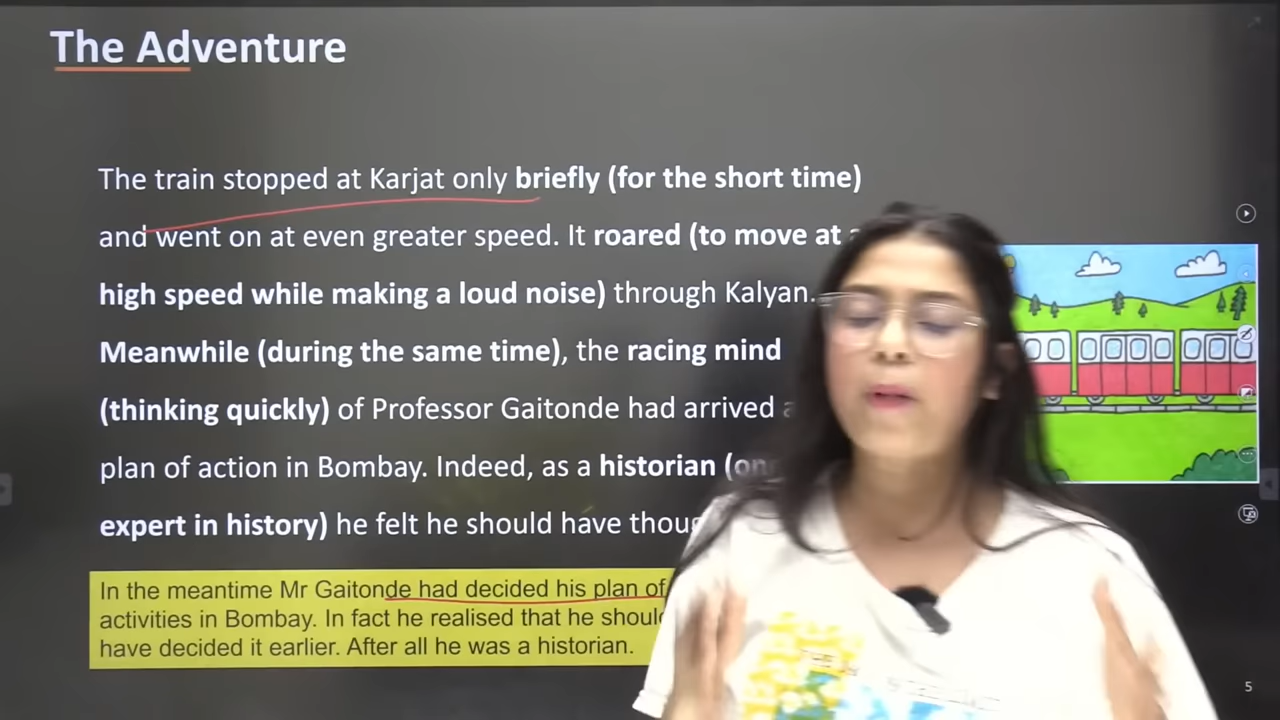 The Adventure
The train stopped at Karjat only briefly (for the short time)
and went on at even greater speed. It roared (to move at
high speed while making a loud noise) through Kalyan.
Meanwhile (during the same time), the racing mind
(thinking quickly) of Professor Gaitonde had arrived
plan of action in Bombay. Indeed, as a historian
expert in history) he felt he should have
In the meantime Mr Gaitonde had decided his plan of
activities in Bombay. In fact he realised that he
have decided it earlier. After all he was a historian.
5